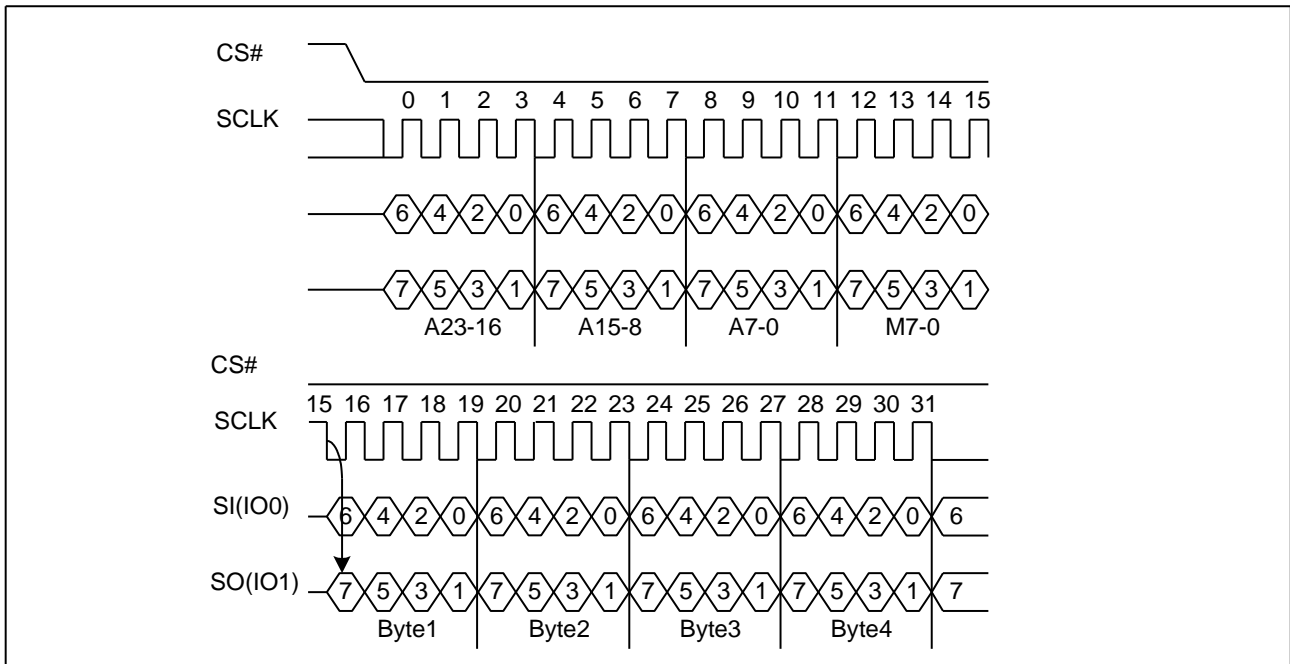 CS#
0 1 2 3 4 5 6 7 8 9 10 11 12 13 14 15
SCLK
6 4 2 0 6 4 2 0 6 4 2 0 6 4 2 0
7 5 3 1 7 5 3 1 7 5 3 1 7 5 3 1
A23-16 A15-8 A7-0 M7-0
CS#
15 16 17 18 19 20 21 22 23 24 25 26 27 28 29 30 31
SCLK
SI(IO0) 6 4 2 0 6 4 2 0 6 4 2 0 6 4 2 0 6
SO(IO1) 7 5 3 1 7 5 3 1 7 5 3 1 7 5 3 1 7
Byte1 Byte2 Byte3 Byte4